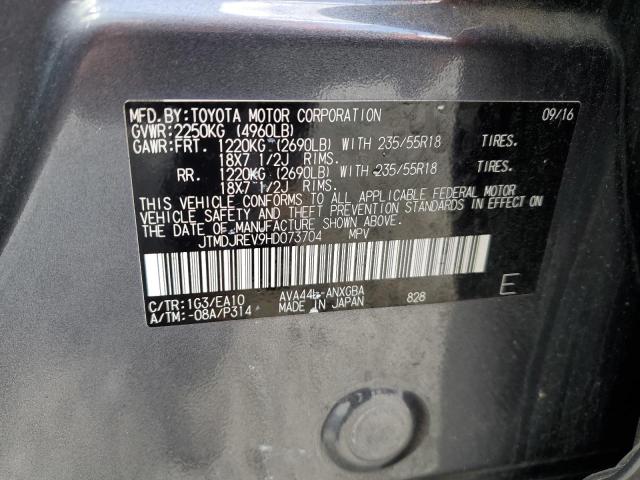 MFD.BY:TOYOTA MOTOR CORPORATION 09/16
GVWR:2250KG (4960LB)
GAWR:FRT. 1220KG (2690LB) WITH 235/55R18 TIRES.
18X7 1/2J RIMS.
RR. 1220KG (2690LB) WITH 235/55R18 TIRES.
18X7 1/2J RIMS.
THIS VEHICLE CONFORMS TO ALL APPLICABLE FEDERAL MOTOR
VEHICLE SAFETY AND THEFT PREVENTION STANDARDS IN EFFECT ON
THE DATE OF MANUFACTURE SHOWN ABOVE.
JTMDJREV9HD073704 MPV
C/TR:1G3/EA10 AVA44L-ANXGBA 828 E
A/TM:-08A/P314 MADE IN JAPAN